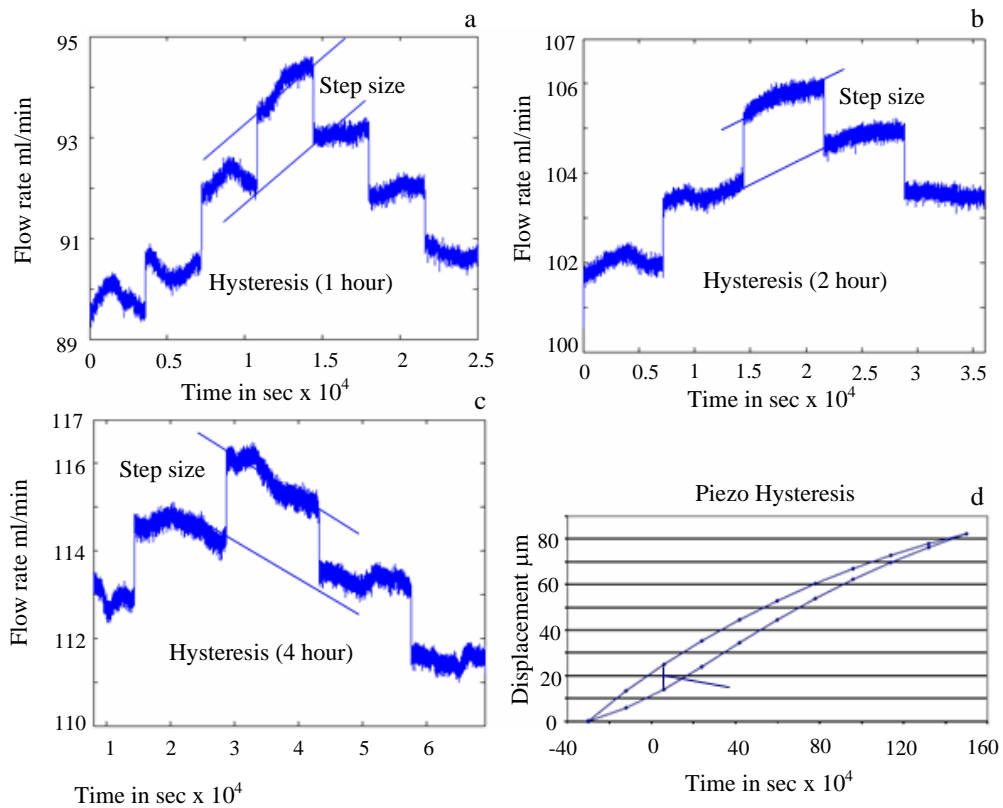 a
95
93
91
89
Flow rate ml/min
Step size
Hysteresis (1 hour)
0 0.5 1 1.5 2 2.5
Time in sec x 10⁴
b
107
106
104
102
100
Flow rate ml/min
Step size
Hysteresis (2 hour)
0 0.5 1 1.5 2 2.5 3 3.5
Time in sec x 10⁴
c
117
116
114
112
110
Flow rate ml/min
Step size
Hysteresis (4 hour)
1 2 3 4 5 6
Time in sec x 10⁴
Piezo Hysteresis
d
80
60
40
20
0
Displacement µm
-40 0 40 80 120 160
Time in sec x 10⁴